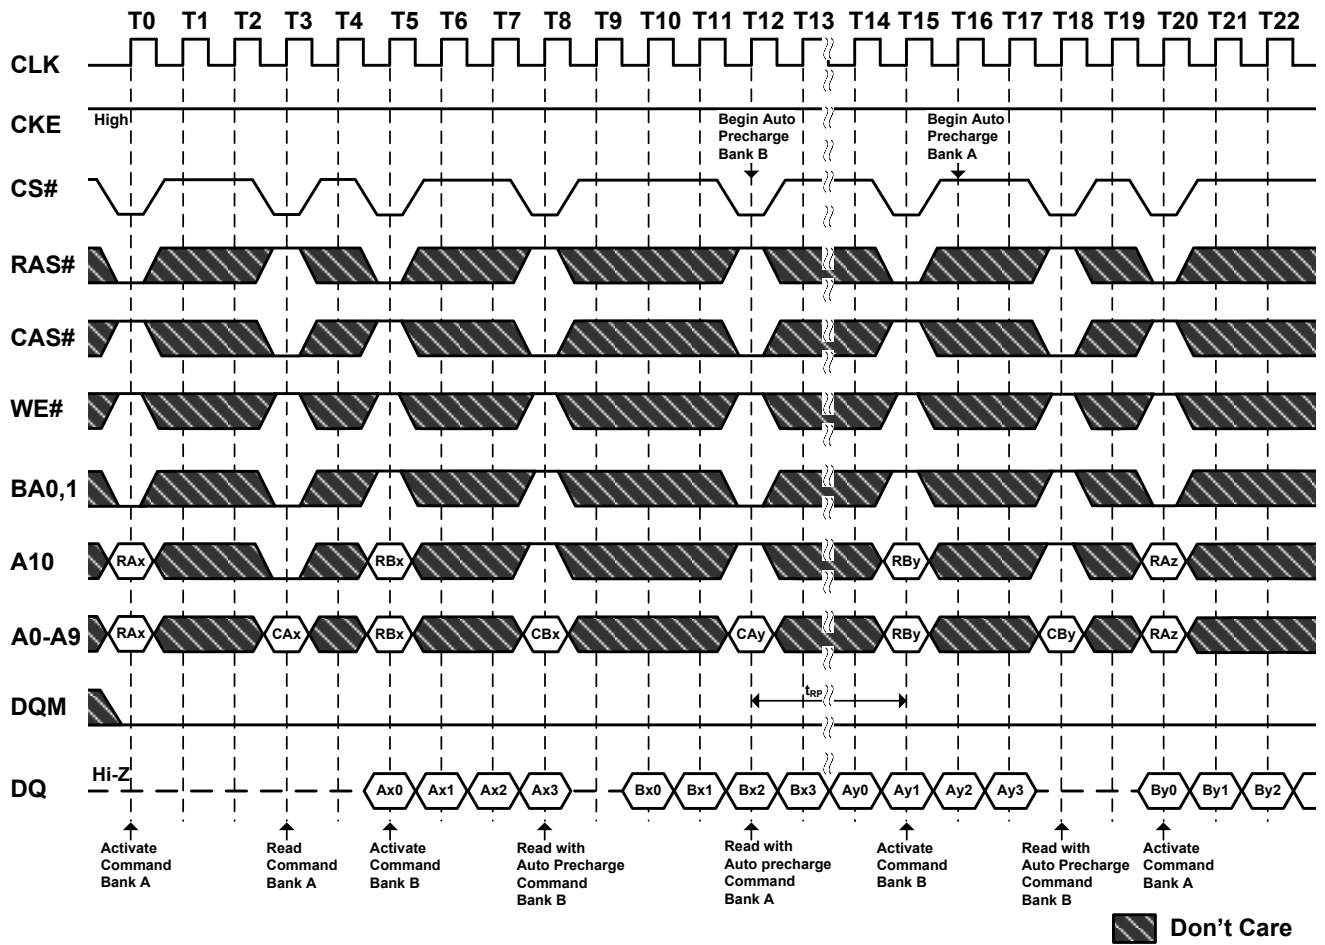 T0 T1 T2 T3 T4 T5 T6 T7 T8 T9 T10 T11 T12 T13 T14 T15 T16 T17 T18 T19 T20 T21 T22
CLK
CKE
High
Begin Auto
Precharge
Bank B
Begin Auto
Precharge
Bank A
CS#
RAS#
CAS#
WE#
BA0,1
A10
RAx RBx RBy RAz
A0-A9
RAx CAx RBx CBx CAy RBy CBy RAz
DQM
tRP
DQ
Hi-Z
Ax0 Ax1 Ax2 Ax3 Bx0 Bx1 Bx2 Bx3 Ay0 Ay1 Ay2 Ay3 By0 By1 By2
Activate
Command
Bank A
Read
Command
Bank A
Activate
Command
Bank B
Read with
Auto Precharge
Command
Bank B
Read with
Auto precharge
Command
Bank A
Activate
Command
Bank B
Read with
Auto Precharge
Command
Bank B
Activate
Command
Bank A
Don't Care